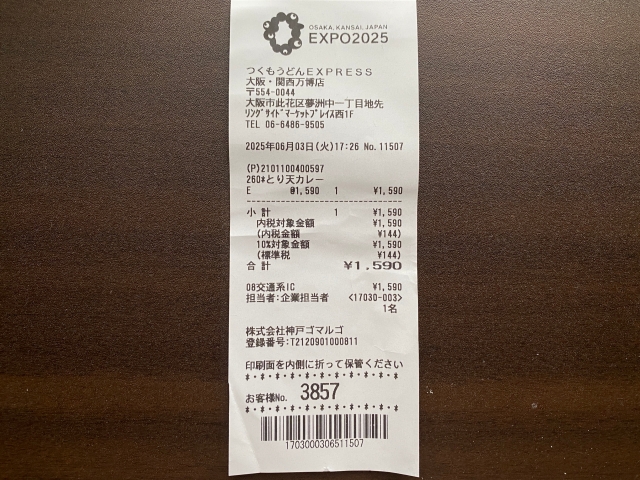 OSAKA, KANSAI, JAPAN
EXPO2025
つくもうどんEXPRESS
大阪・関西万博店
〒554-0044
大阪市此花区夢洲中一丁目地先
リングサイドマーケットプレイス西1F
TEL 06-6486-9505
2025年06月03日(火)17:26 No.11507
(P)2101100400597
260*とり天カレー
E @1,590 1 ¥1,590
小 計 1 ¥1,590
内税対象金額 ¥1,590
(内税金額 ¥144)
10%対象金額 ¥1,590
(標準税 ¥144)
合 計 ¥1,590
08交通系IC ¥1,590
担当者:企業担当者 <17030-003>
1名
株式会社神戸ゴマルゴ
登録番号:T2120901000811
印刷面を内側に折って保管ください
*-*-*-*-*-*-*-*-*-*-*-*-*-*-*-*
お客様No. 3857
*-*-*-*-*-*-*-*-*-*-*-*-*-*-*-*
1703000306511507